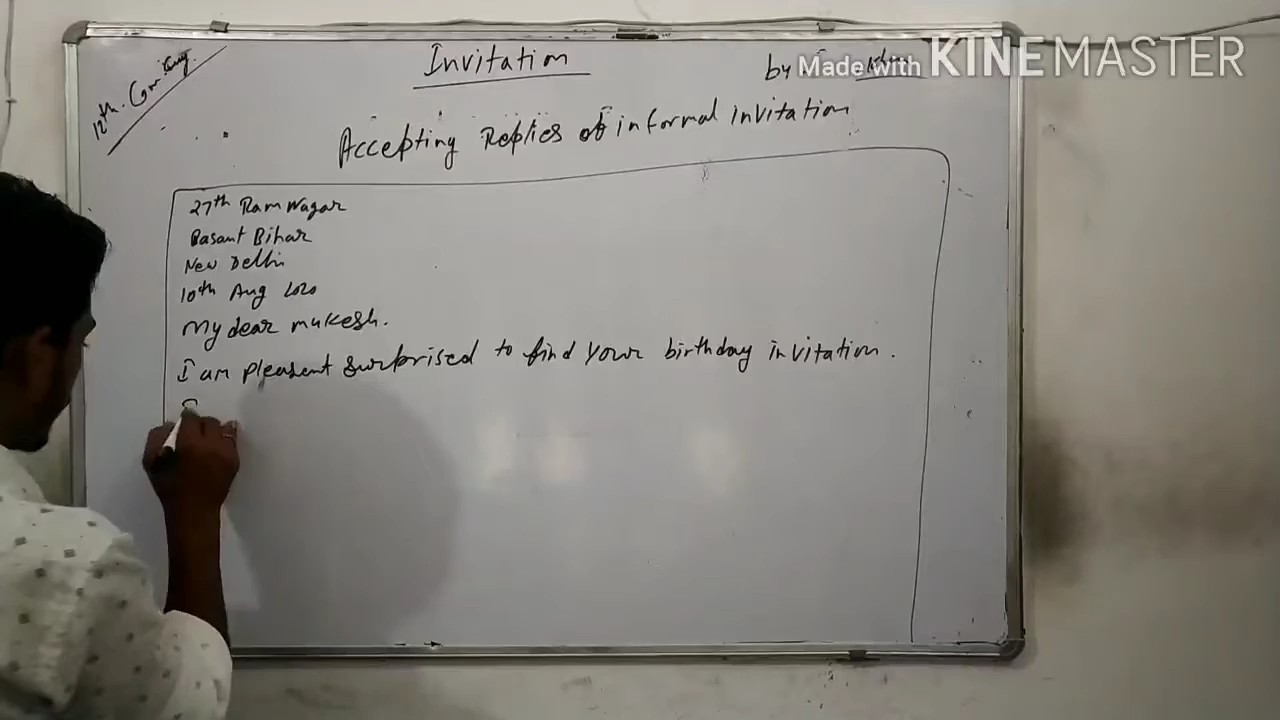 12th. Com. Eng.
Invitation
by
Made with KINEMASTER
Accepting Replies of informal invitation
27th Ram Nagar
Basant Bihar
New Delhi
10th Aug 2020
My dear mukesh.
I am pleasent surprised to find your birthday invitation.